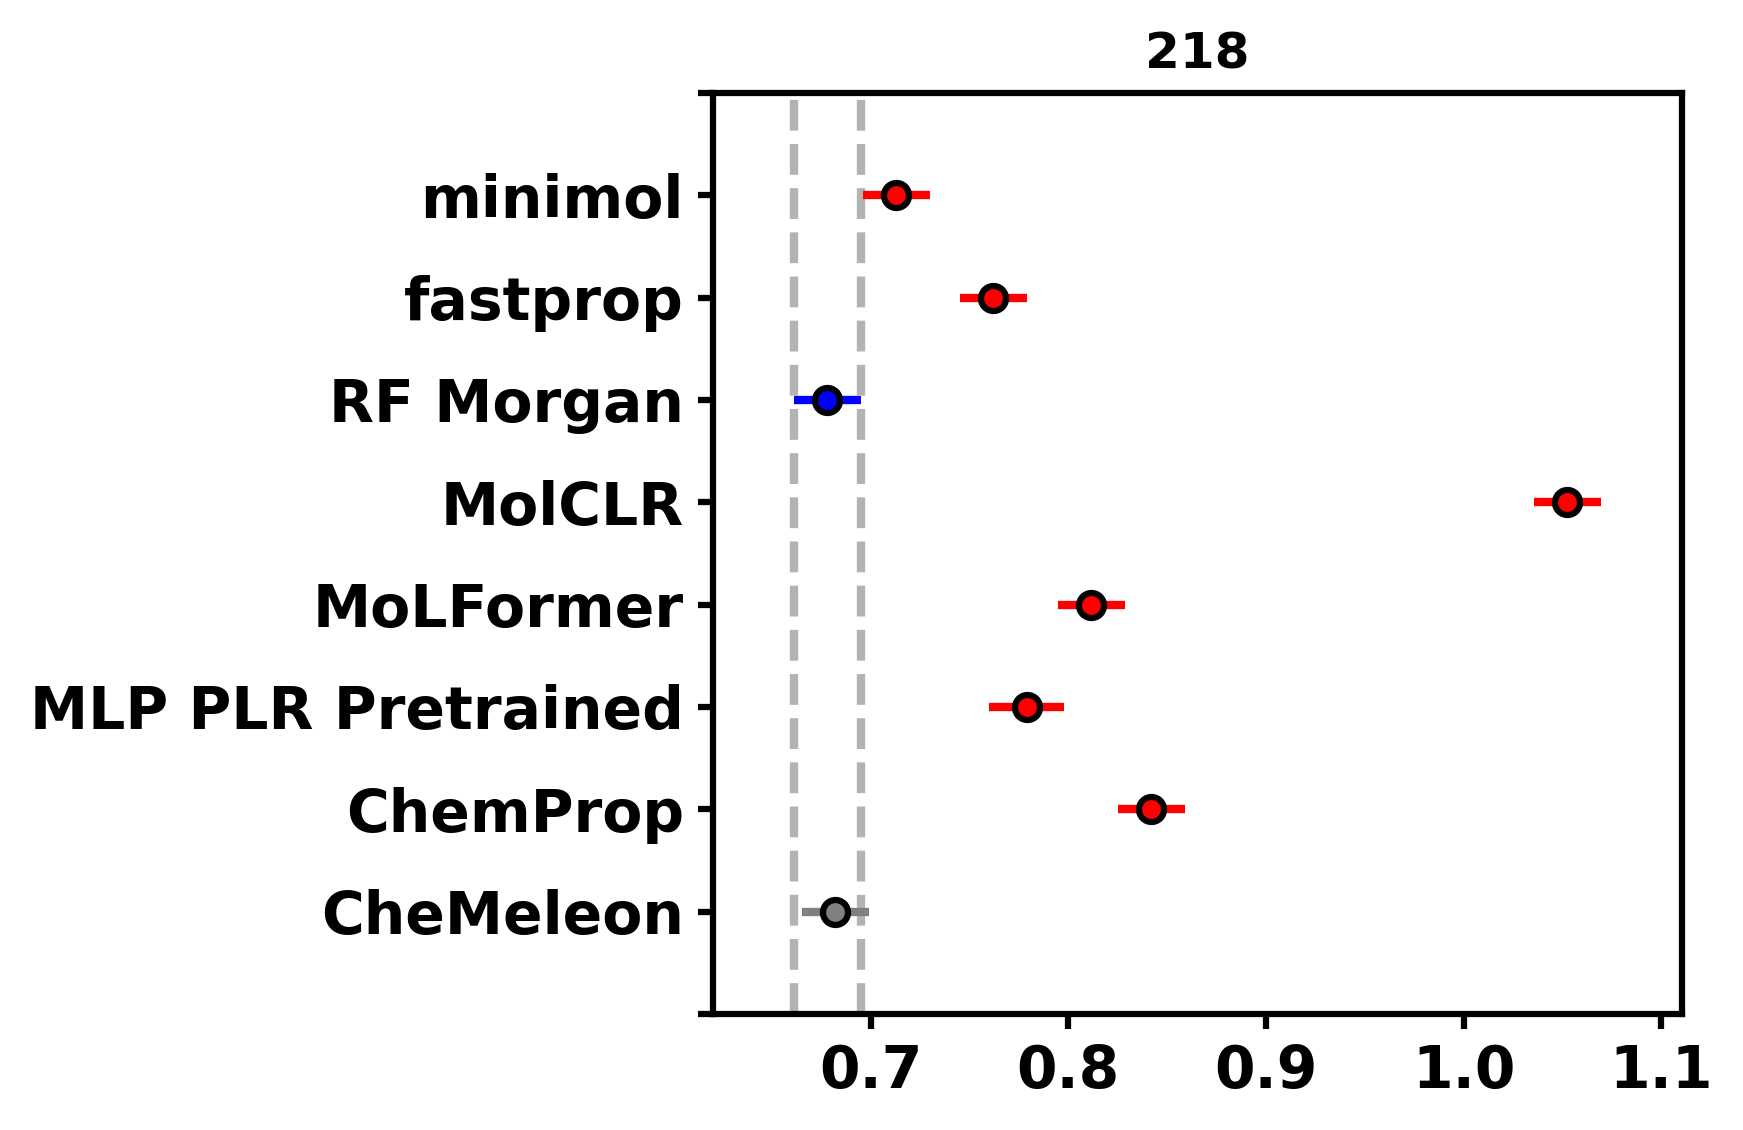 218
minimol
fastprop
RF Morgan
MolCLR
MoLFormer
MLP PLR Pretrained
ChemProp
CheMeleon
0.7 0.8 0.9 1.0 1.1